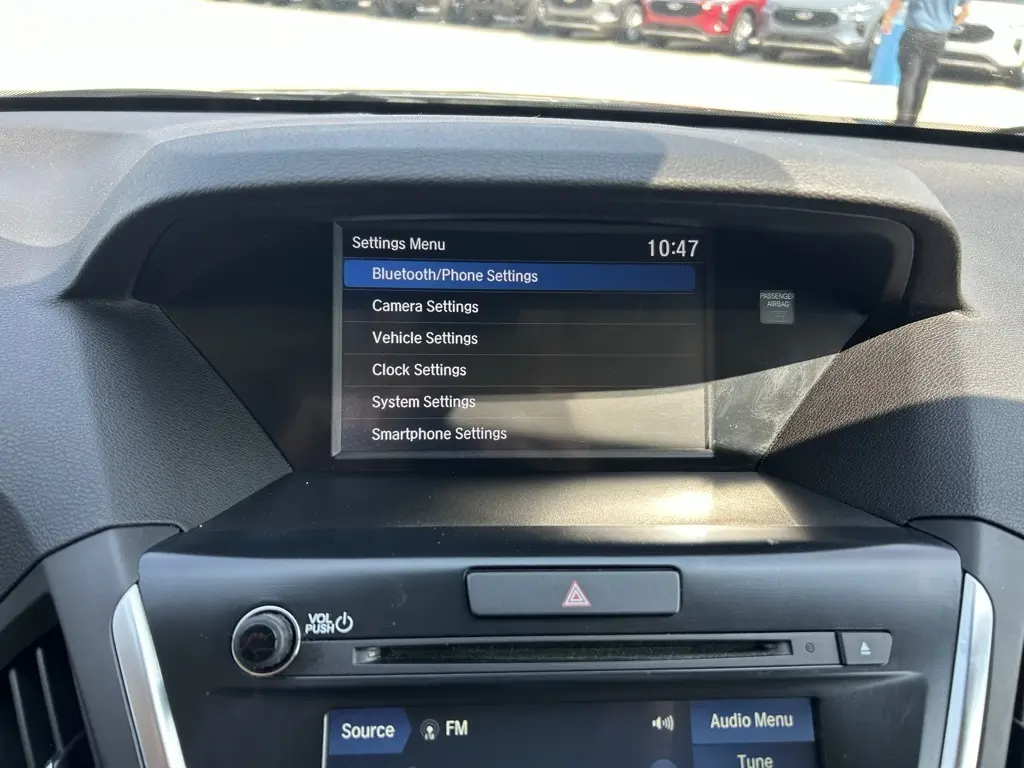 Settings Menu 10:47
Bluetooth/Phone Settings
Camera Settings
Vehicle Settings
Clock Settings
System Settings
Smartphone Settings
PASSENGER
AIRBAG
VOL
PUSH
Source FM Audio Menu
Tune